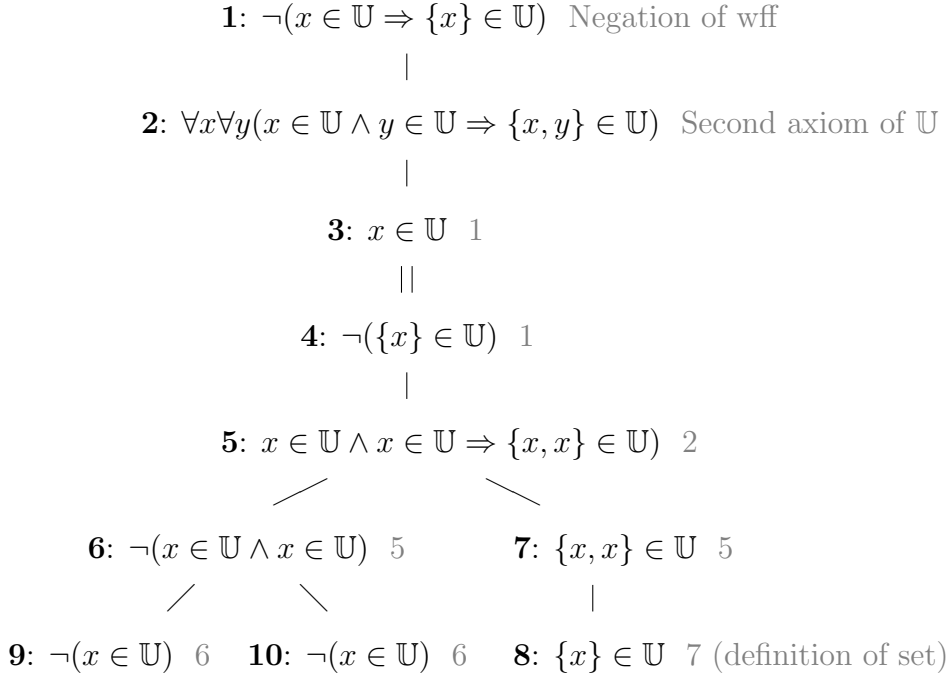 1: ¬(x ∈ 𝕌 ⇒ {x} ∈ 𝕌) Negation of wff
2: ∀x∀y(x ∈ 𝕌 ∧ y ∈ 𝕌 ⇒ {x, y} ∈ 𝕌) Second axiom of 𝕌
3: x ∈ 𝕌 1
4: ¬({x} ∈ 𝕌) 1
5: x ∈ 𝕌 ∧ x ∈ 𝕌 ⇒ {x, x} ∈ 𝕌) 2
6: ¬(x ∈ 𝕌 ∧ x ∈ 𝕌) 5 7: {x, x} ∈ 𝕌 5
9: ¬(x ∈ 𝕌) 6 10: ¬(x ∈ 𝕌) 6 8: {x} ∈ 𝕌 7 (definition of set)